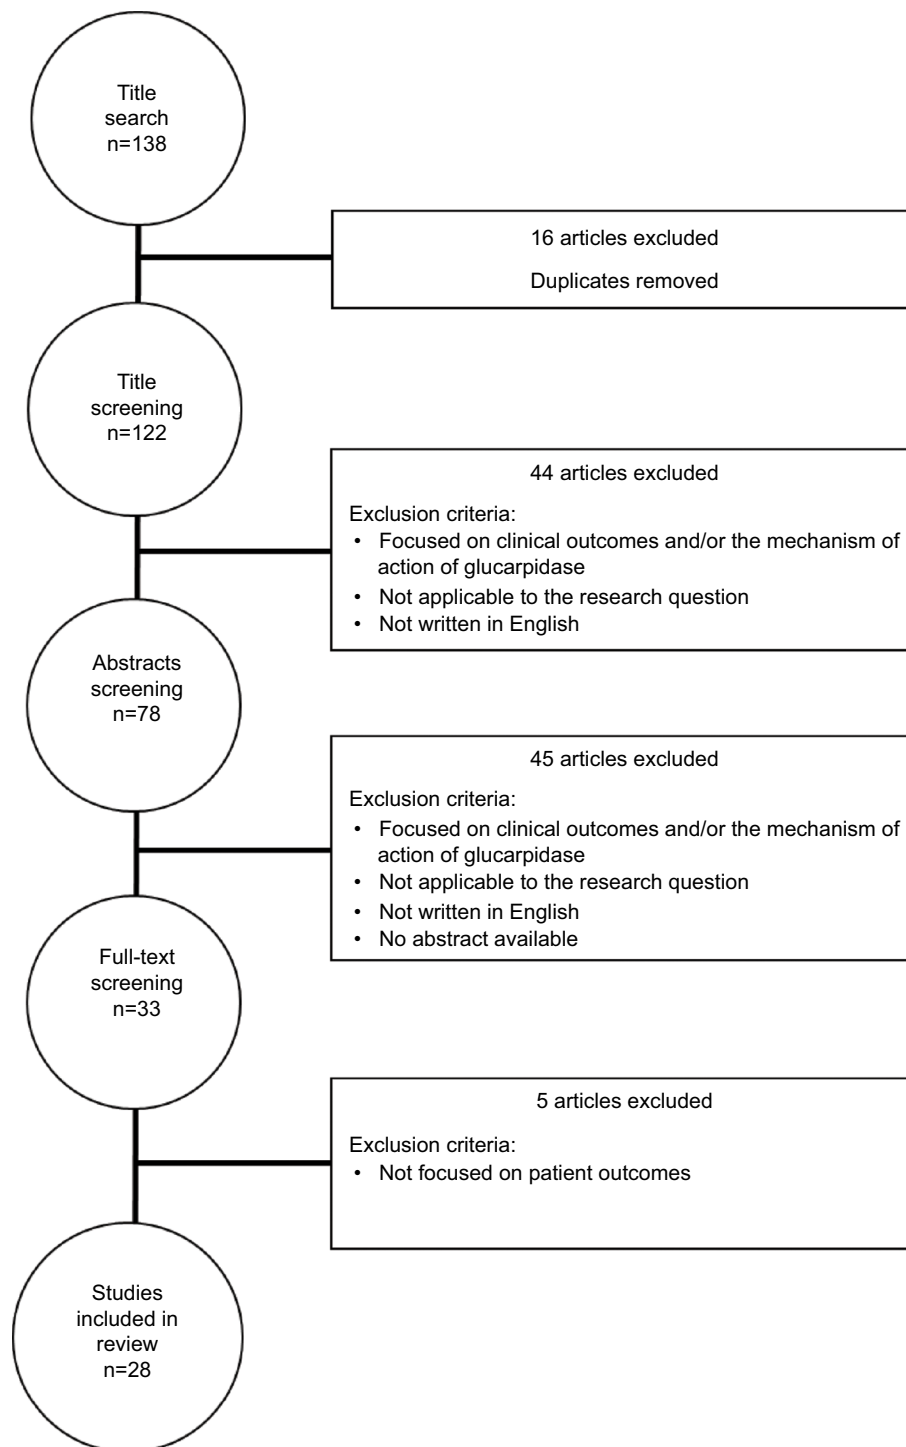 Title
search
n=138
16 articles excluded
Duplicates removed
Title
screening
n=122
44 articles excluded
Exclusion criteria:
• Focused on clinical outcomes and/or the mechanism of
action of glucarpidase
• Not applicable to the research question
• Not written in English
Abstracts
screening
n=78
45 articles excluded
Exclusion criteria:
• Focused on clinical outcomes and/or the mechanism of
action of glucarpidase
• Not applicable to the research question
• Not written in English
• No abstract available
Full-text
screening
n=33
5 articles excluded
Exclusion criteria:
• Not focused on patient outcomes
Studies
included in
review
n=28